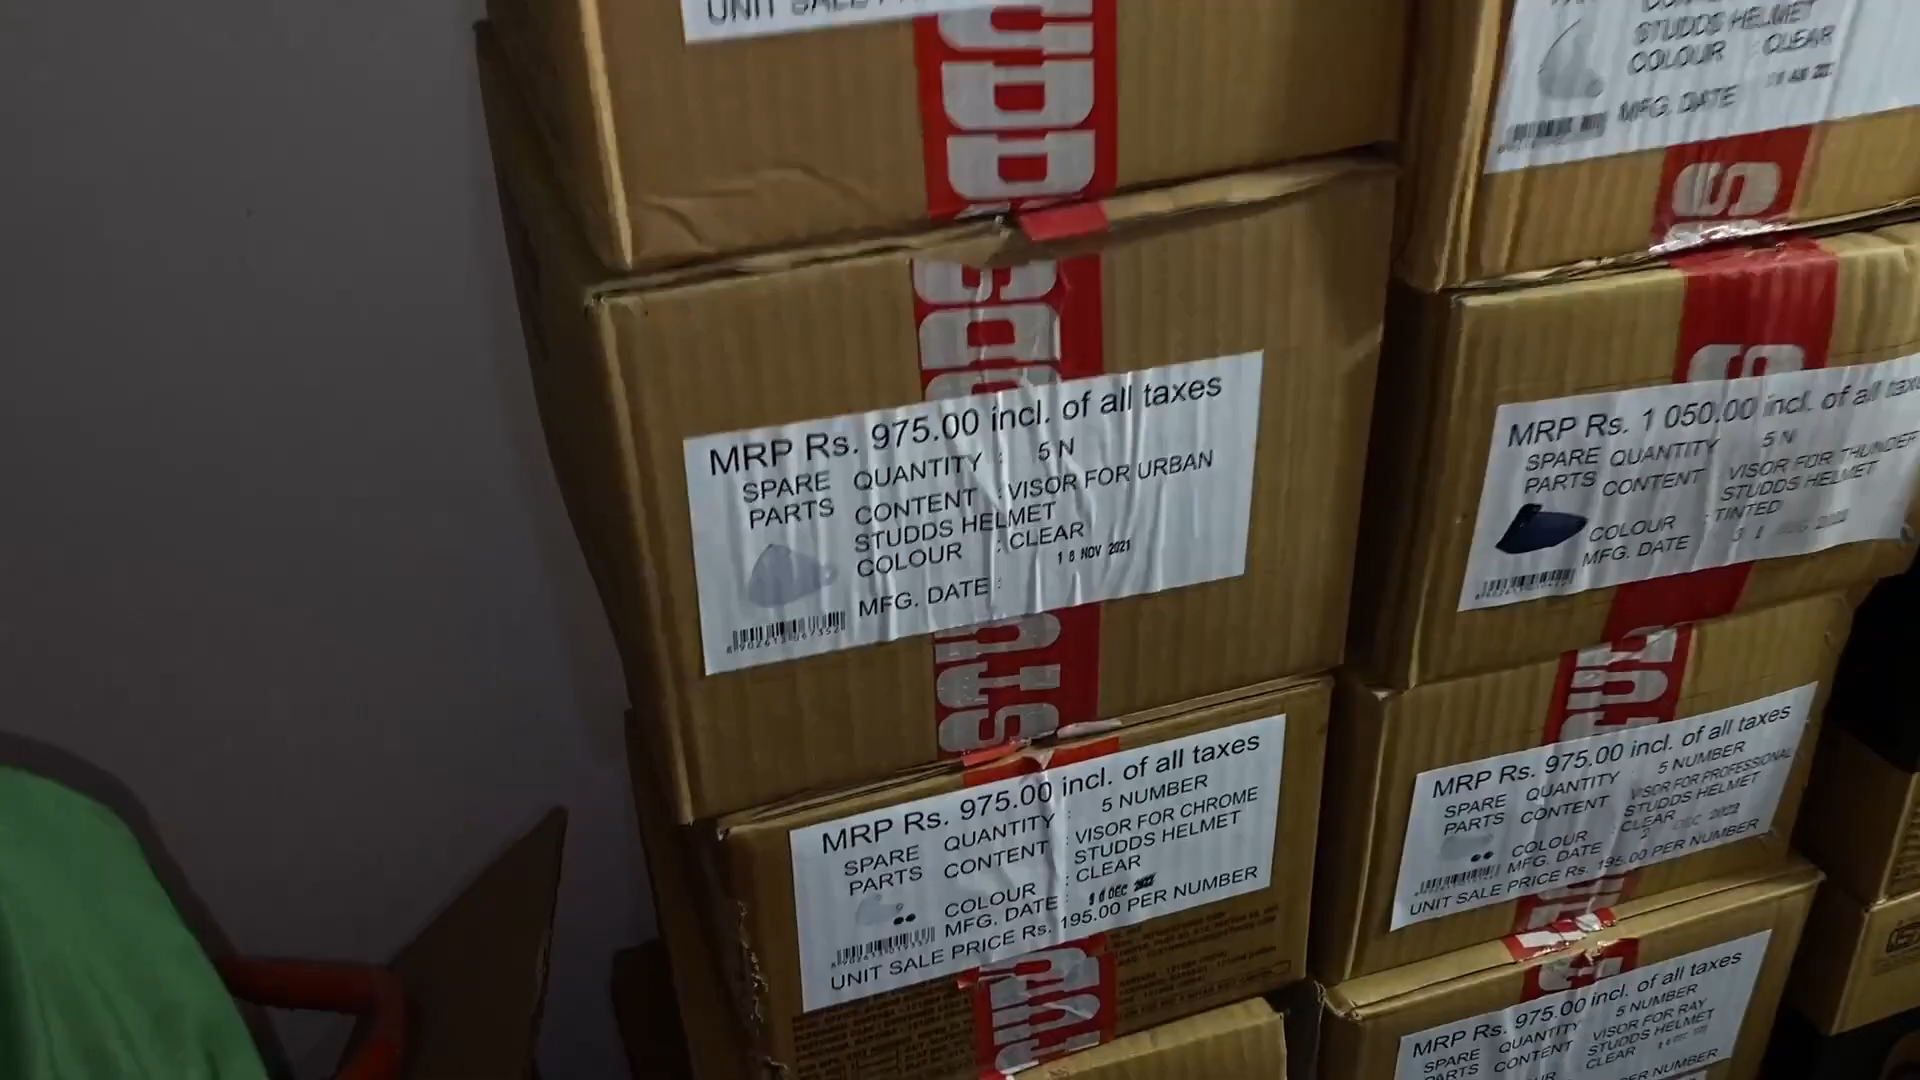 UNIT SALE
MRP Rs. 975.00 incl. of all taxes
SPARE PARTS
QUANTITY : 5 N
CONTENT : VISOR FOR URBAN
STUDDS HELMET
COLOUR : CLEAR
MFG. DATE : 18 NOV 2021
MRP Rs. 975.00 incl. of all taxes
SPARE PARTS
QUANTITY : 5 NUMBER
CONTENT : VISOR FOR CHROME
STUDDS HELMET
COLOUR : CLEAR
MFG. DATE : DEC
UNIT SALE PRICE Rs. 195.00 PER NUMBER
STUDDS HELMET
COLOUR : CLEAR
MFG. DATE
MRP Rs. 1 050.00 incl. of all
SPARE PARTS
QUANTITY 5 N
CONTENT VISOR FOR THUNDER
STUDDS HELMET
COLOUR : TINTED
MFG. DATE
MRP Rs. 975.00 incl. of all taxes
SPARE PARTS
QUANTITY : 5 NUMBER
CONTENT VISOR FOR PROFESSIONAL
STUDDS HELMET
COLOUR : CLEAR
MFG. DATE DEC 2022
UNIT SALE PRICE Rs. 195.00 PER NUMBER
MRP Rs. 975.00 incl. of all taxes
SPARE PARTS
QUANTITY 5 NUMBER
CONTENT VISOR FOR RAY
STUDDS HELMET
CLEAR
NUMBER